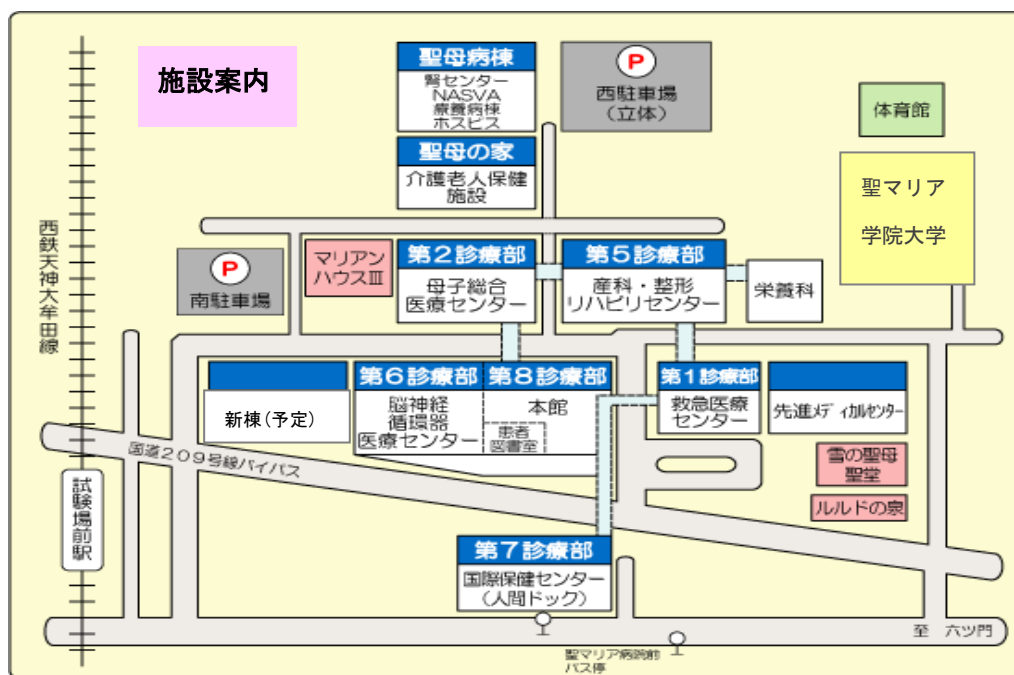 施設案内
聖母病棟
腎センター
NASVA
療養病棟
ホスピス
P
西駐車場
(立体)
体育館
聖母の家
介護老人保健
施設
聖マリア
学院大学
西鉄天神大牟田線
P
南駐車場
マリアン
ハウスⅢ
第2診療部
母子総合
医療センター
第5診療部
産科・整形
リハビリセンター
栄養科
新棟(予定)
第6診療部
脳神経
循環器
医療センター
第8診療部
本館
患者
図書室
第1診療部
救急医療
センター
先進メディカルセンター
雪の聖母
聖堂
ルルドの泉
国道209号線バイパス
試験場前駅
第7診療部
国際保健センター
(人間ドック)
至 六ツ門
聖マリア病院前
バス停